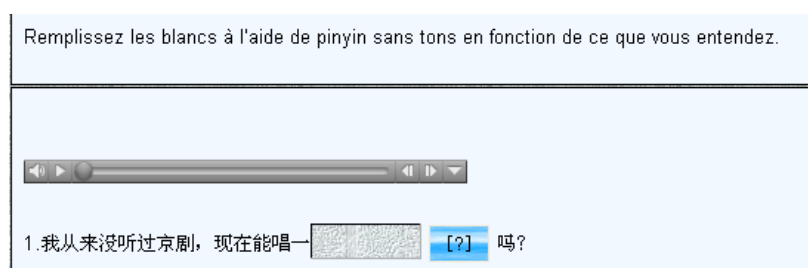 Remplissez les blancs à l'aide de pinyin sans tons en fonction de ce que vous entendez.
1.我从来没听过京剧，现在能唱一 [?] 吗?